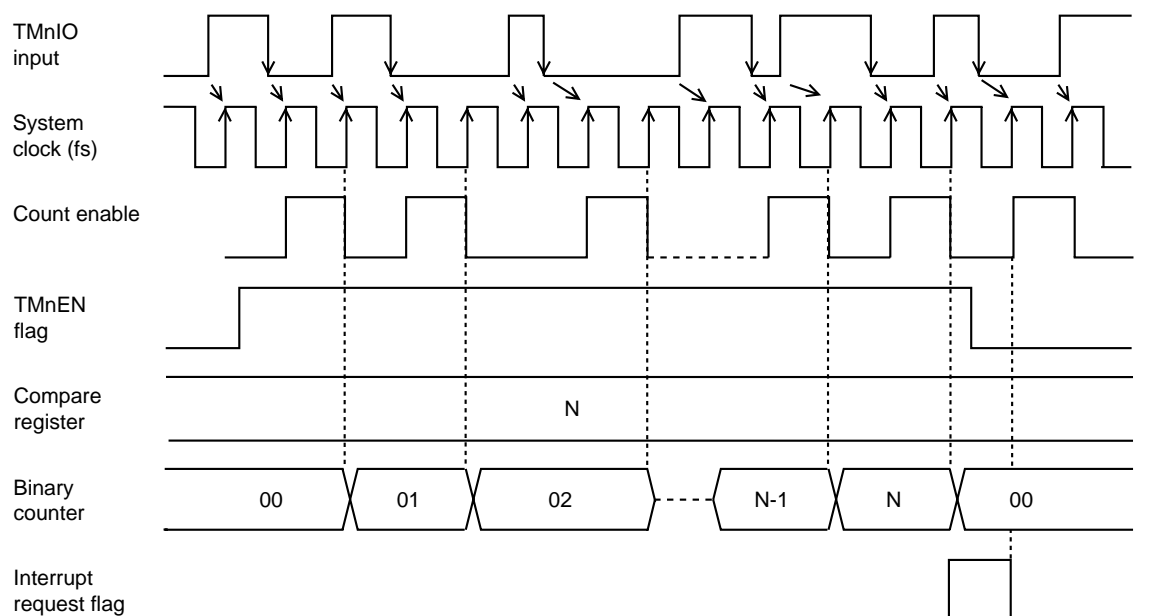 TMnIO
input
System
clock (fs)
Count enable
TMnEN
flag
Compare
register
N
Binary
counter
00
01
02
N-1
N
00
Interrupt
request flag